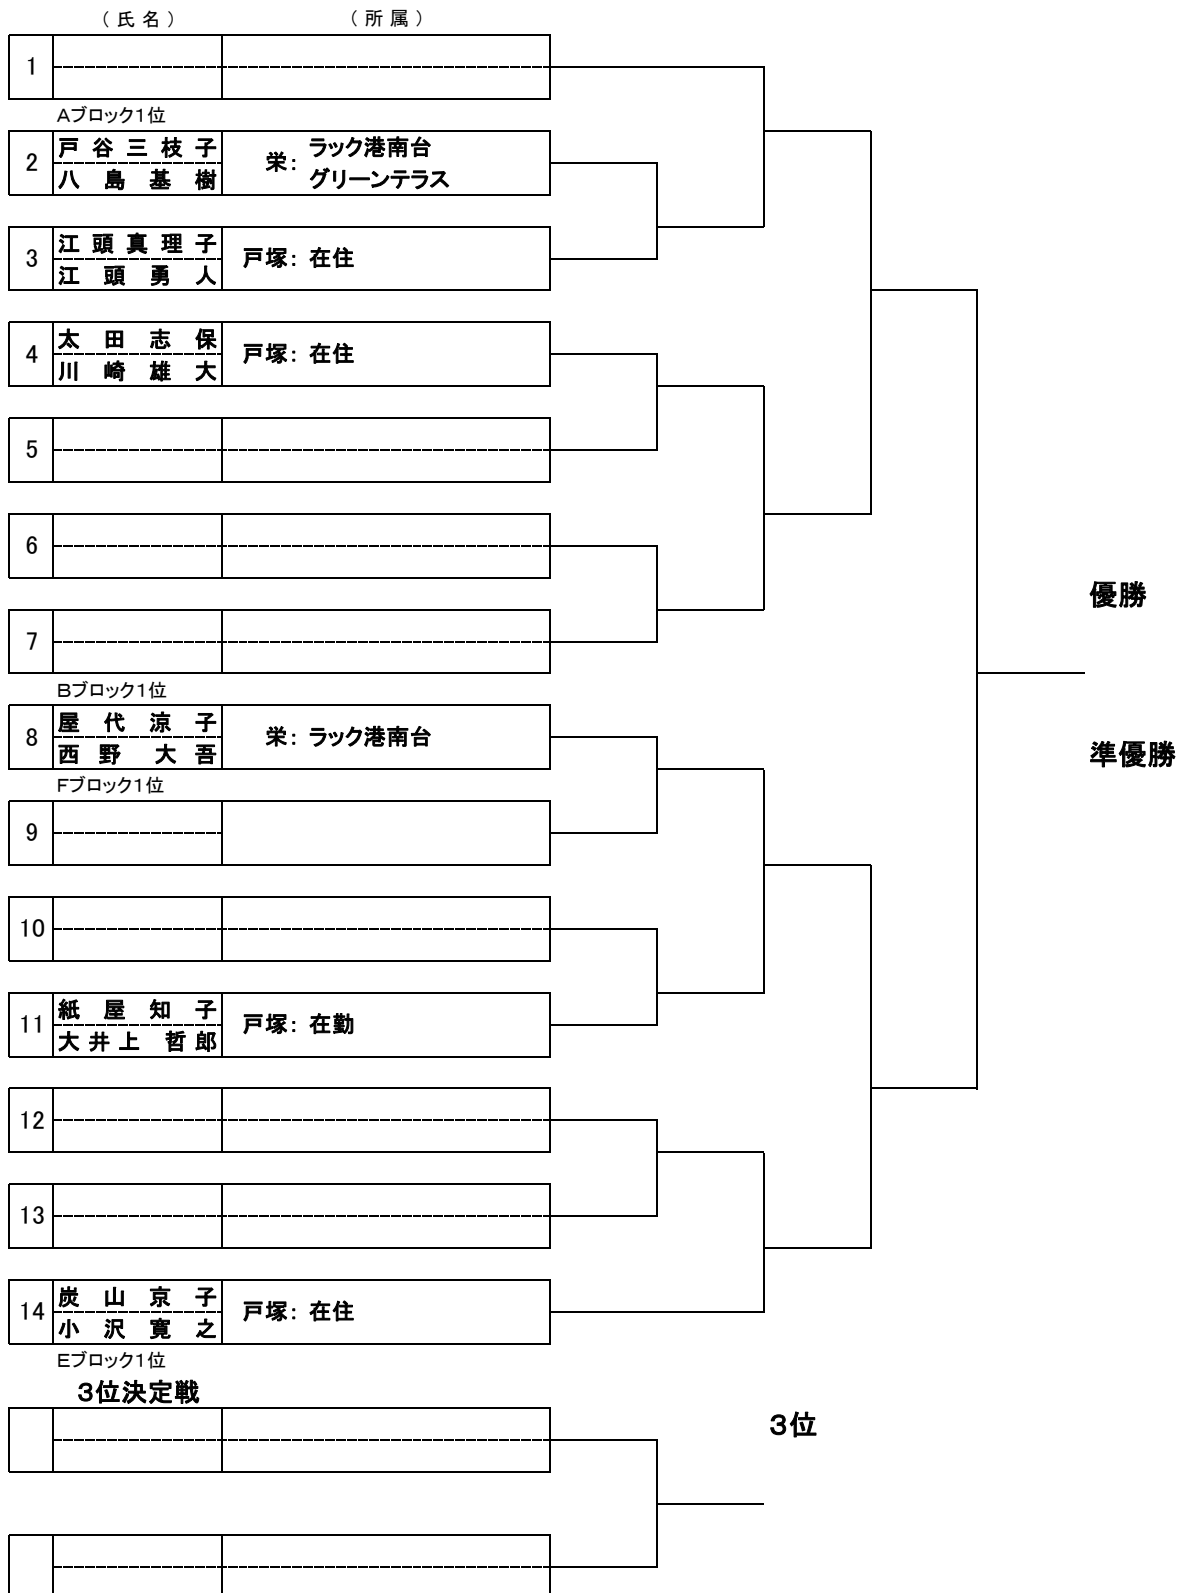 （ 氏 名 ） （ 所 属 ）
1
Aブロック1位
2 戸 谷 三 枝 子 栄： ラック港南台
八 島 基 樹 グリーンテラス
3 江 頭 真 理 子 戸塚： 在住
江 頭 勇 人
4 太 田 志 保 戸塚： 在住
川 崎 雄 大
5
6
7
Bブロック1位
8 屋 代 涼 子 栄： ラック港南台
西 野 大 吾
Fブロック1位
9
10
11 紙 屋 知 子 戸塚： 在勤
大 井 上 哲 郎
12
13
14 炭 山 京 子 戸塚： 在住
小 沢 寛 之
Eブロック1位
優勝
準優勝
3位決定戦
3位